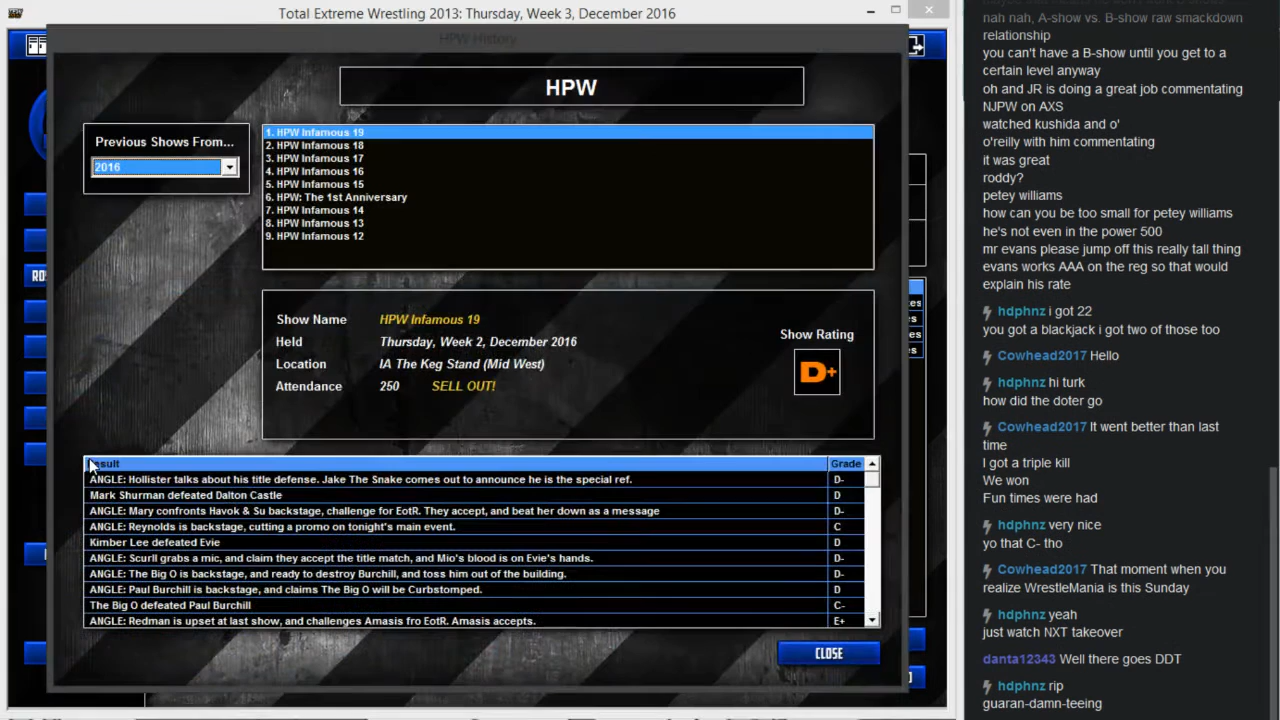 Total Extreme Wrestling 2013: Thursday, Week 3, December 2016
HPW History
HPW
Previous Shows From...
2016
1. HPW Infamous 19
2. HPW Infamous 18
3. HPW Infamous 17
4. HPW Infamous 16
5. HPW Infamous 15
6. HPW: The 1st Anniversary
7. HPW Infamous 14
8. HPW Infamous 13
9. HPW Infamous 12
Show Name HPW Infamous 19
Held Thursday, Week 2, December 2016
Location IA The Keg Stand (Mid West)
Attendance 250 SELL OUT!
Show Rating
D+
Grade
ANGLE: Hollister talks about his title defense. Jake The Snake comes out to announce he is the special ref. D-
Mark Shurman defeated Dalton Castle D
ANGLE: Mary confronts Havok & Su backstage, challenge for EotR. They accept, and beat her down as a message D-
ANGLE: Reynolds is backstage, cutting a promo on tonight's main event. C
Kimber Lee defeated Evie D
ANGLE: Scurll grabs a mic, and claim they accept the title match, and Mio's blood is on Evie's hands. D-
ANGLE: The Big O is backstage, and ready to destroy Burchill, and toss him out of the building. D-
ANGLE: Paul Burchill is backstage, and claims The Big O will be Curbstomped. D
The Big O defeated Paul Burchill C-
ANGLE: Redman is upset at last show, and challenges Amasis fro EotR. Amasis accepts. E+
CLOSE
nah nah, A-show vs. B-show raw smackdown
relationship
you can't have a B-show until you get to a
certain level anyway
oh and JR is doing a great job commentating
NJPW on AXS
watched kushida and o'
o'reilly with him commentating
it was great
roddy?
petey williams
how can you be too small for petey williams
he's not even in the power 500
mr evans please jump off this really tall thing
evans works AAA on the reg so that would
explain his rate
hdphnz i got 22
you got a blackjack i got two of those too
Cowhead2017 Hello
hdphnz hi turk
how did the doter go
Cowhead2017 It went better than last
time
I got a triple kill
We won
Fun times were had
hdphnz very nice
yo that C- tho
Cowhead2017 That moment when you
realize WrestleMania is this Sunday
hdphnz yeah
just watch NXT takeover
danta12343 Well there goes DDT
hdphnz rip
guaran-damn-teeing